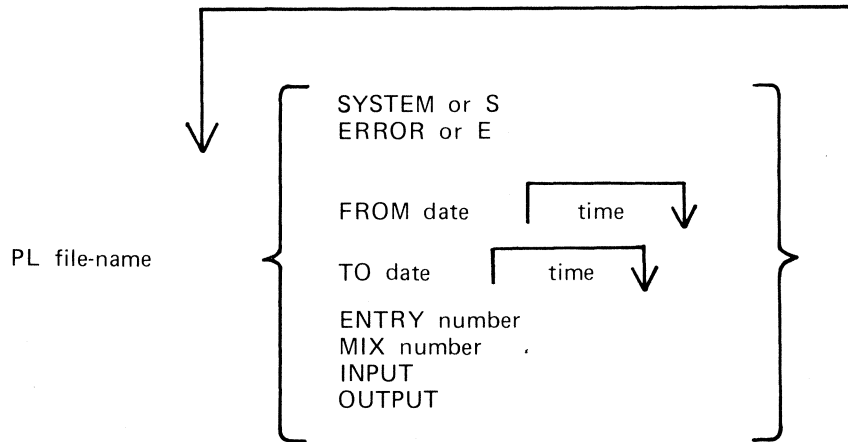 SYSTEM or S
ERROR or E
FROM date time
PL file-name
TO date time
ENTRY number
MIX number
INPUT
OUTPUT